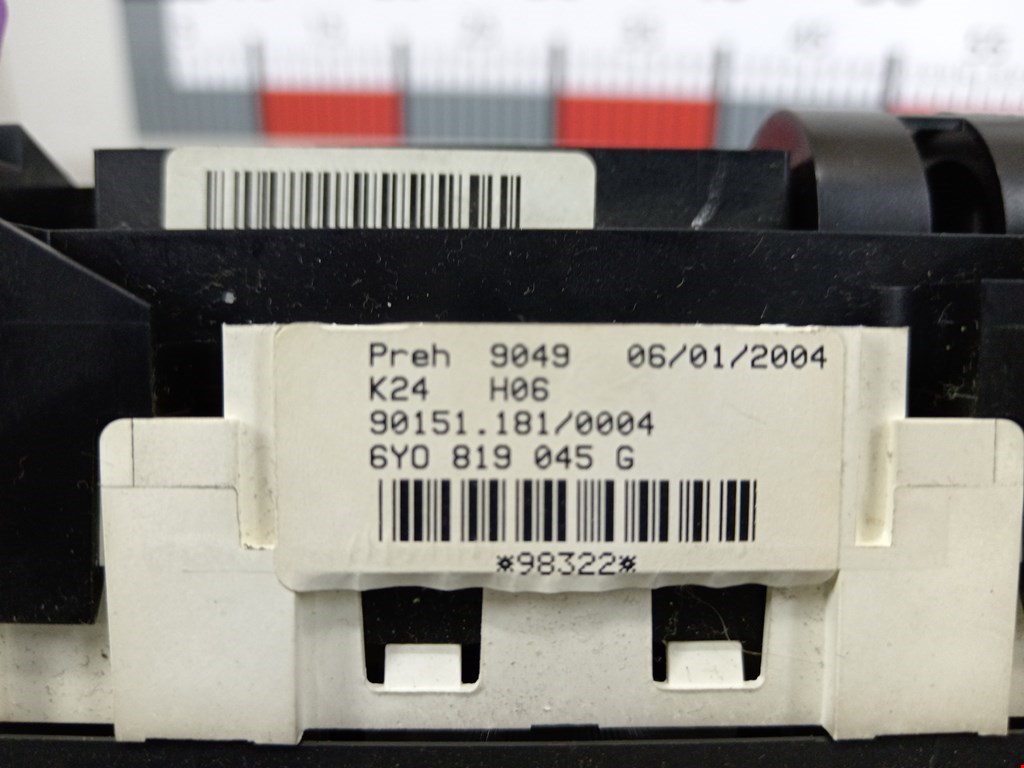 Preh 9049 06/01/2004
K24 H06
90151.181/0004
6Y0 819 045 G
*98322*